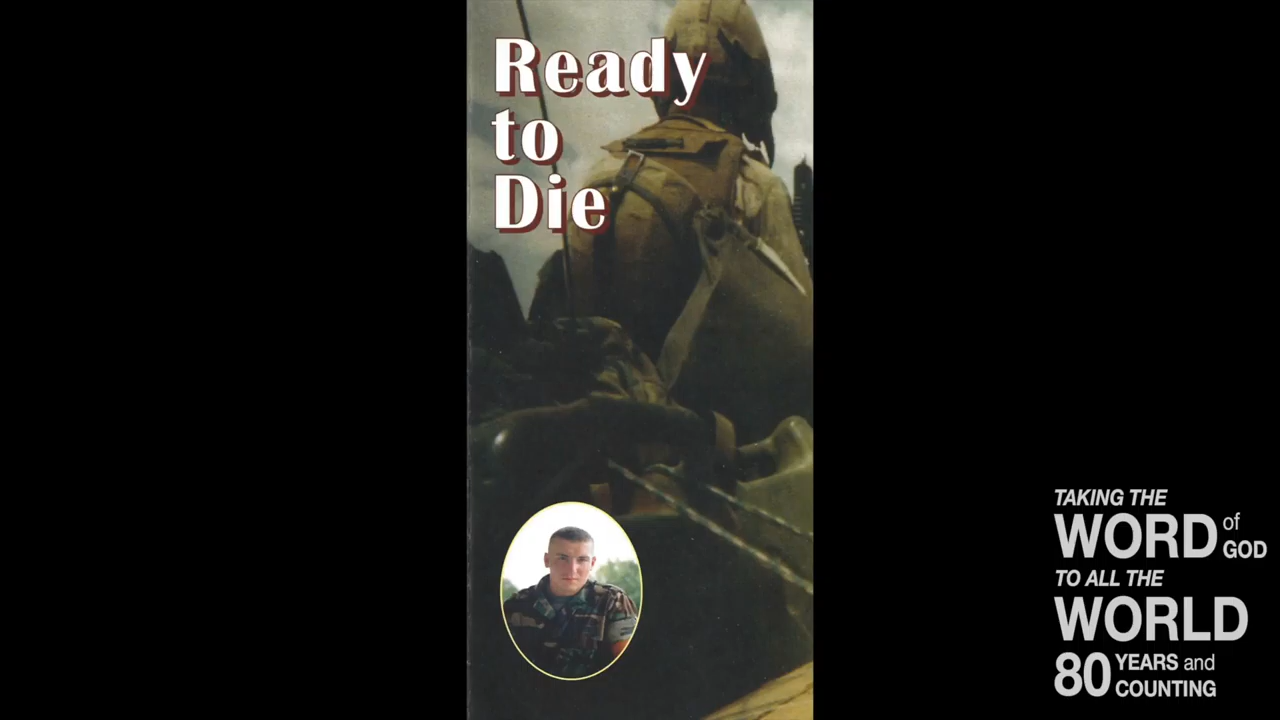 Ready
to
Die
TAKING THE
WORD of GOD
TO ALL THE
WORLD
80 YEARS and COUNTING